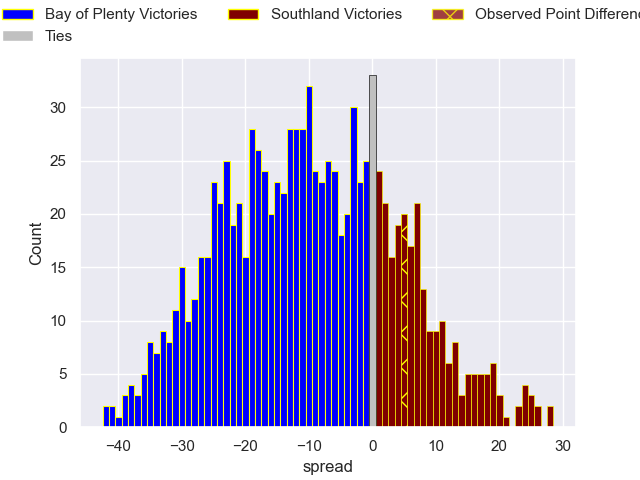 Bay of Plenty Victories
Southland Victories
Observed Point Differen
Ties
30
25
20
15
10
5
0
Count
−40 −30 −20 −10 0 10 20 30
spread